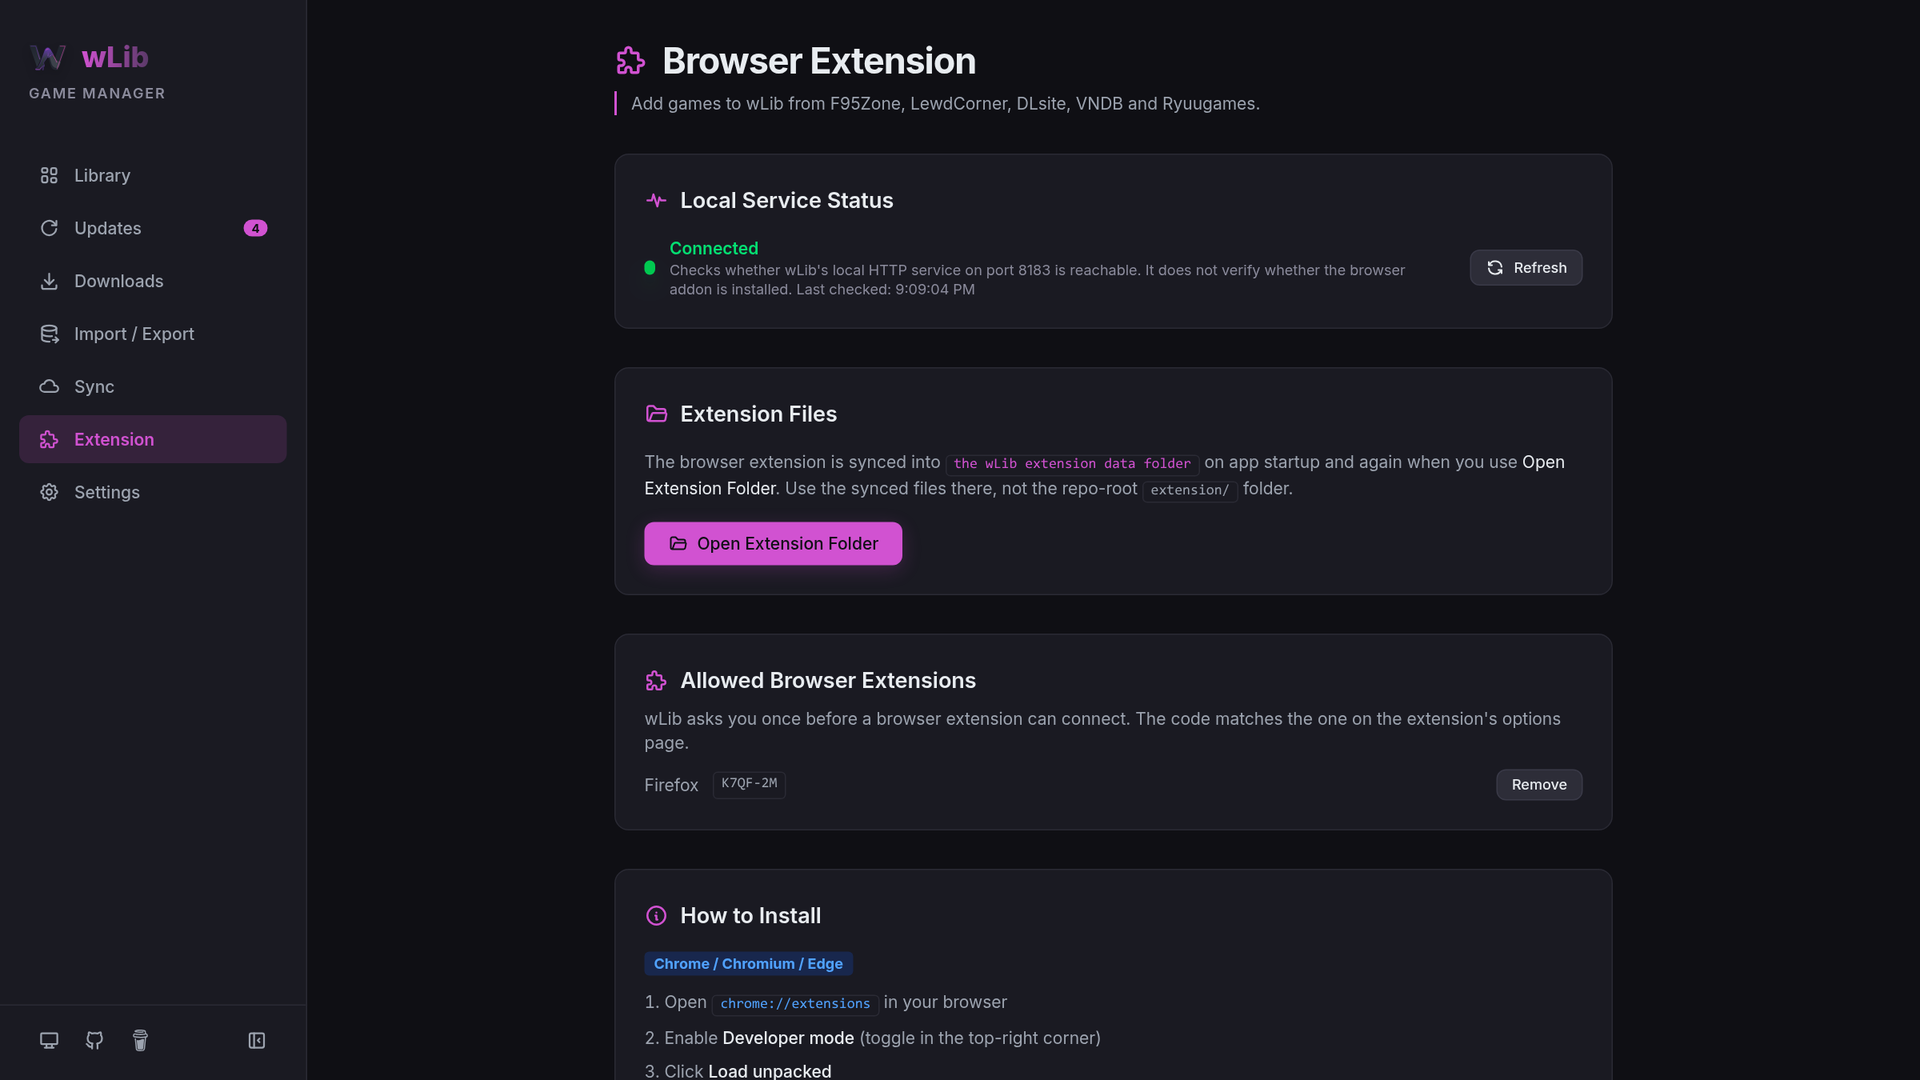 wLib
GAME MANAGER
Library
Updates
4
Downloads
Import / Export
Sync
Extension
Settings
Browser Extension
Add games to wLib from F95Zone, LewdCorner, DLsite, VNDB and Ryuugames.
Local Service Status
Connected
Checks whether wLib's local HTTP service on port 8183 is reachable. It does not verify whether the browser
addon is installed. Last checked: 9:09:04 PM
Refresh
Extension Files
The browser extension is synced into the wLib extension data folder on app startup and again when you use Open
Extension Folder. Use the synced files there, not the repo-root extension/ folder.
Open Extension Folder
Allowed Browser Extensions
wLib asks you once before a browser extension can connect. The code matches the one on the extension's options
page.
Firefox K7QF-2M
Remove
How to Install
Chrome / Chromium / Edge
1. Open chrome://extensions in your browser
2. Enable Developer mode (toggle in the top-right corner)
3. Click Load unpacked